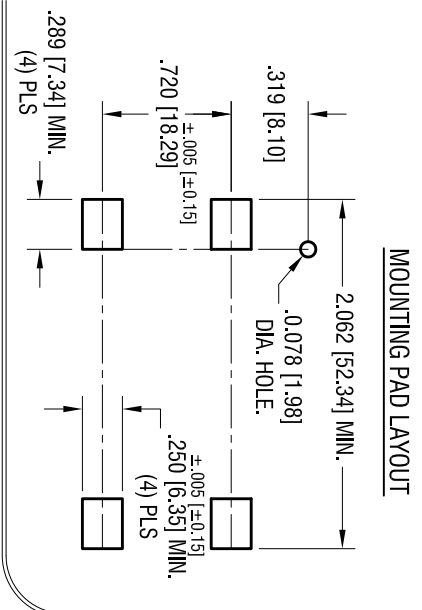 MOUNTING PAD LAYOUT
2.062 [52.34] MIN.
.0.078 [1.98]
DIA. HOLE.
.319 [8.10]
±.005 [±0.15]
.720 [18.29]
.289 [7.34] MIN.
(4) PLS
±.005 [±0.15]
.250 [6.35] MIN.
(4) PLS